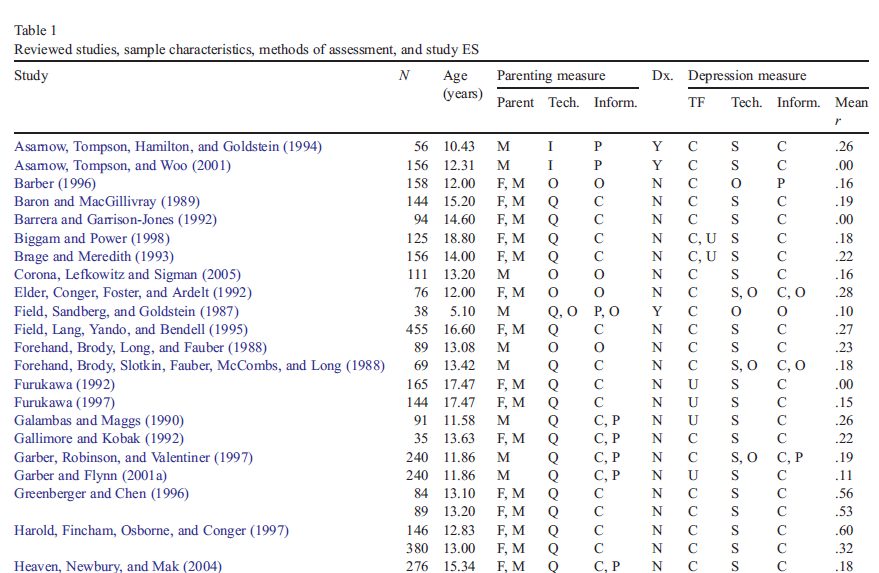 Table 1
Reviewed studies, sample characteristics, methods of assessment, and study ES
Study N Age (years) Parenting measure Dx. Depression measure
Parent Tech. Inform. TF Tech. Inform. Mean r
Asarnow, Tompson, Hamilton, and Goldstein (1994) 56 10.43 M I P Y C S C .26
Asarnow, Tompson, and Woo (2001) 156 12.31 M I P Y C S C .00
Barber (1996) 158 12.00 F, M O O N C O P .16
Baron and MacGillivray (1989) 144 15.20 F, M Q C N C S C .19
Barrera and Garrison-Jones (1992) 94 14.60 F, M Q C N C S C .00
Biggam and Power (1998) 125 18.80 F, M Q C N C, U S C .18
Brage and Meredith (1993) 156 14.00 F, M Q C N C, U S C .22
Corona, Lefkowitz and Sigman (2005) 111 13.20 M O O N C S C .16
Elder, Conger, Foster, and Ardelt (1992) 76 12.00 F, M O O N C S, O C, O .28
Field, Sandberg, and Goldstein (1987) 38 5.10 M Q, O P, O Y C O O .10
Field, Lang, Yando, and Bendell (1995) 455 16.60 F, M Q C N C S C .27
Forehand, Brody, Long, and Fauber (1988) 89 13.08 M O O N C S C .23
Forehand, Brody, Slotkin, Fauber, McCombs, and Long (1988) 69 13.42 M Q C N C S, O C, O .18
Furukawa (1992) 165 17.47 F, M Q C N U S C .00
Furukawa (1997) 144 17.47 F, M Q C N U S C .15
Galambas and Maggs (1990) 91 11.58 M Q C, P N U S C .26
Gallimore and Kobak (1992) 35 13.63 F, M Q C, P N C S C .22
Garber, Robinson, and Valentiner (1997) 240 11.86 M Q C, P N C S, O C, P .19
Garber and Flynn (2001a) 240 11.86 M Q C, P N U S C .11
Greenberger and Chen (1996) 84 13.10 F, M Q C N C S C .56
89 13.20 F, M Q C N C S C .53
Harold, Fincham, Osborne, and Conger (1997) 146 12.83 F, M Q C N C S C .60
380 13.00 F, M Q C N C S C .32
Heaven, Newbury, and Mak (2004) 276 15.34 F, M Q C, P N C S C .18